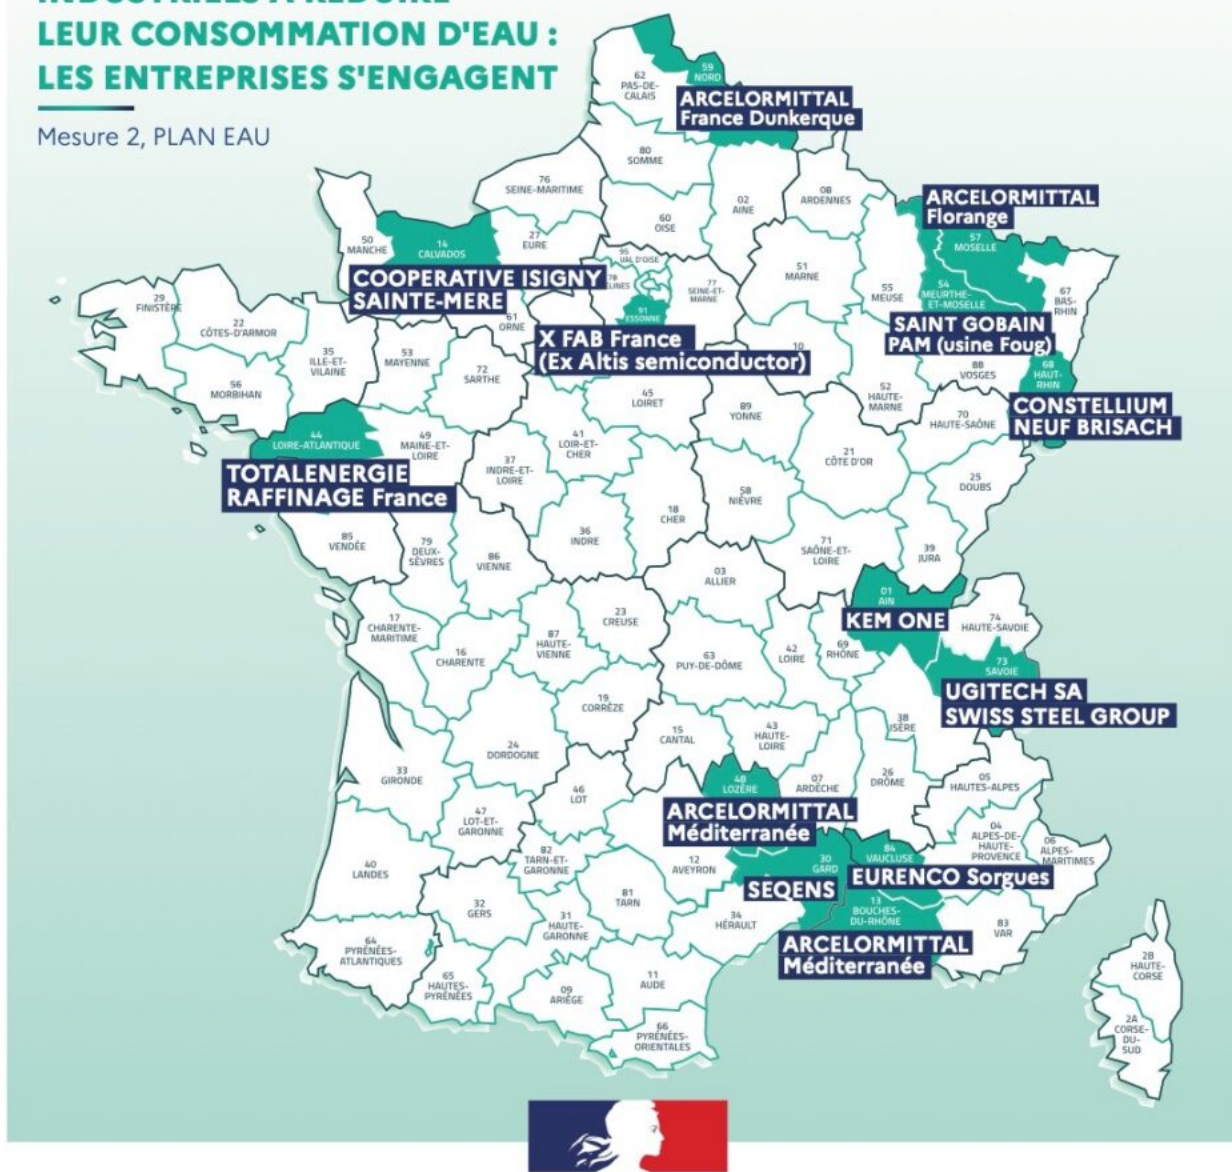 LEUR CONSOMMATION D'EAU :
LES ENTREPRISES S'ENGAGENT
Mesure 2, PLAN EAU
59
NORD
62
PAS-DE-
CALAIS
ARCELORMITTAL
France Dunkerque
80
SOMME
76
SEINE-MARITIME
02
AINE
08
ARDENNES
60
OISE
27
EURE
ARCELORMITTAL
Florange
57
MOSELLE
50
MANCHE
14
CALVADOS
95
VAL D'OISE
51
MARNE
55
MEUSE
54
MEURTHE-
ET-MOSELLE
67
BAS-
RHIN
COOPERATIVE ISIGNY
SAINTE-MERE
78
77
SEINE-ET-
MARNE
61
ORNE
91
ESSONNE
29
FINISTÈRE
22
CÔTES-D'ARMOR
SAINT GOBAIN
PAM (usine Foug)
X FAB France
(Ex Altis semiconductor)
10
35
ILLE-ET-
VILAINE
53
MAYENNE
72
SARTHE
88
VOSGES
68
HAUT-
RHIN
56
MORBIHAN
45
LOIRET
89
YONNE
52
HAUTE-
MARNE
70
HAUTE-SAÔNE
CONSTELLIUM
NEUF BRISACH
44
LOIRE-ATLANTIQUE
49
MAINE-ET-
LOIRE
41
LOIR-ET-
CHER
37
INDRE-ET-
LOIRE
21
CÔTE D'OR
25
DOUBS
TOTALENERGIE
RAFFINAGE France
58
NIÈVRE
18
CHER
36
INDRE
85
VENDÉE
79
DEUX-
SÈVRES
86
VIENNE
71
SAÔNE-ET-
LOIRE
39
JURA
03
ALLIER
01
AIN
KEM ONE
74
HAUTE-SAVOIE
17
CHARENTE-
MARITIME
23
CREUSE
87
HAUTE-
VIENNE
16
CHARENTE
63
PUY-DE-DÔME
42
LOIRE
69
RHÔNE
73
SAVOIE
UGITECH SA
SWISS STEEL GROUP
19
CORRÈZE
38
ISÈRE
15
CANTAL
43
HAUTE-
LOIRE
24
DORDOGNE
33
GIRONDE
48
LOZÈRE
07
ARDÈCHE
26
DRÔME
05
HAUTES-ALPES
46
LOT
47
LOT-ET-
GARONNE
ARCELORMITTAL
Méditerranée
04
ALPES-DE-
HAUTE-
PROVENCE
06
ALPES-
MARITIMES
82
TARN-ET-
GARONNE
12
AVEYRON
30
GARD
84
VAUCLUSE
40
LANDES
SEQENS
EURENCO Sorgues
81
TARN
32
GERS
31
HAUTE-
GARONNE
34
HÉRAULT
13
BOUCHES-
DU-RHÔNE
83
VAR
64
PYRÉNÉES-
ATLANTIQUES
ARCELORMITTAL
Méditerranée
65
HAUTES-
PYRÉNÉES
09
ARIÈGE
11
AUDE
2B
HAUTE-
CORSE
66
PYRÉNÉES-
ORIENTALES
2A
CORSE-
DU-
SUD